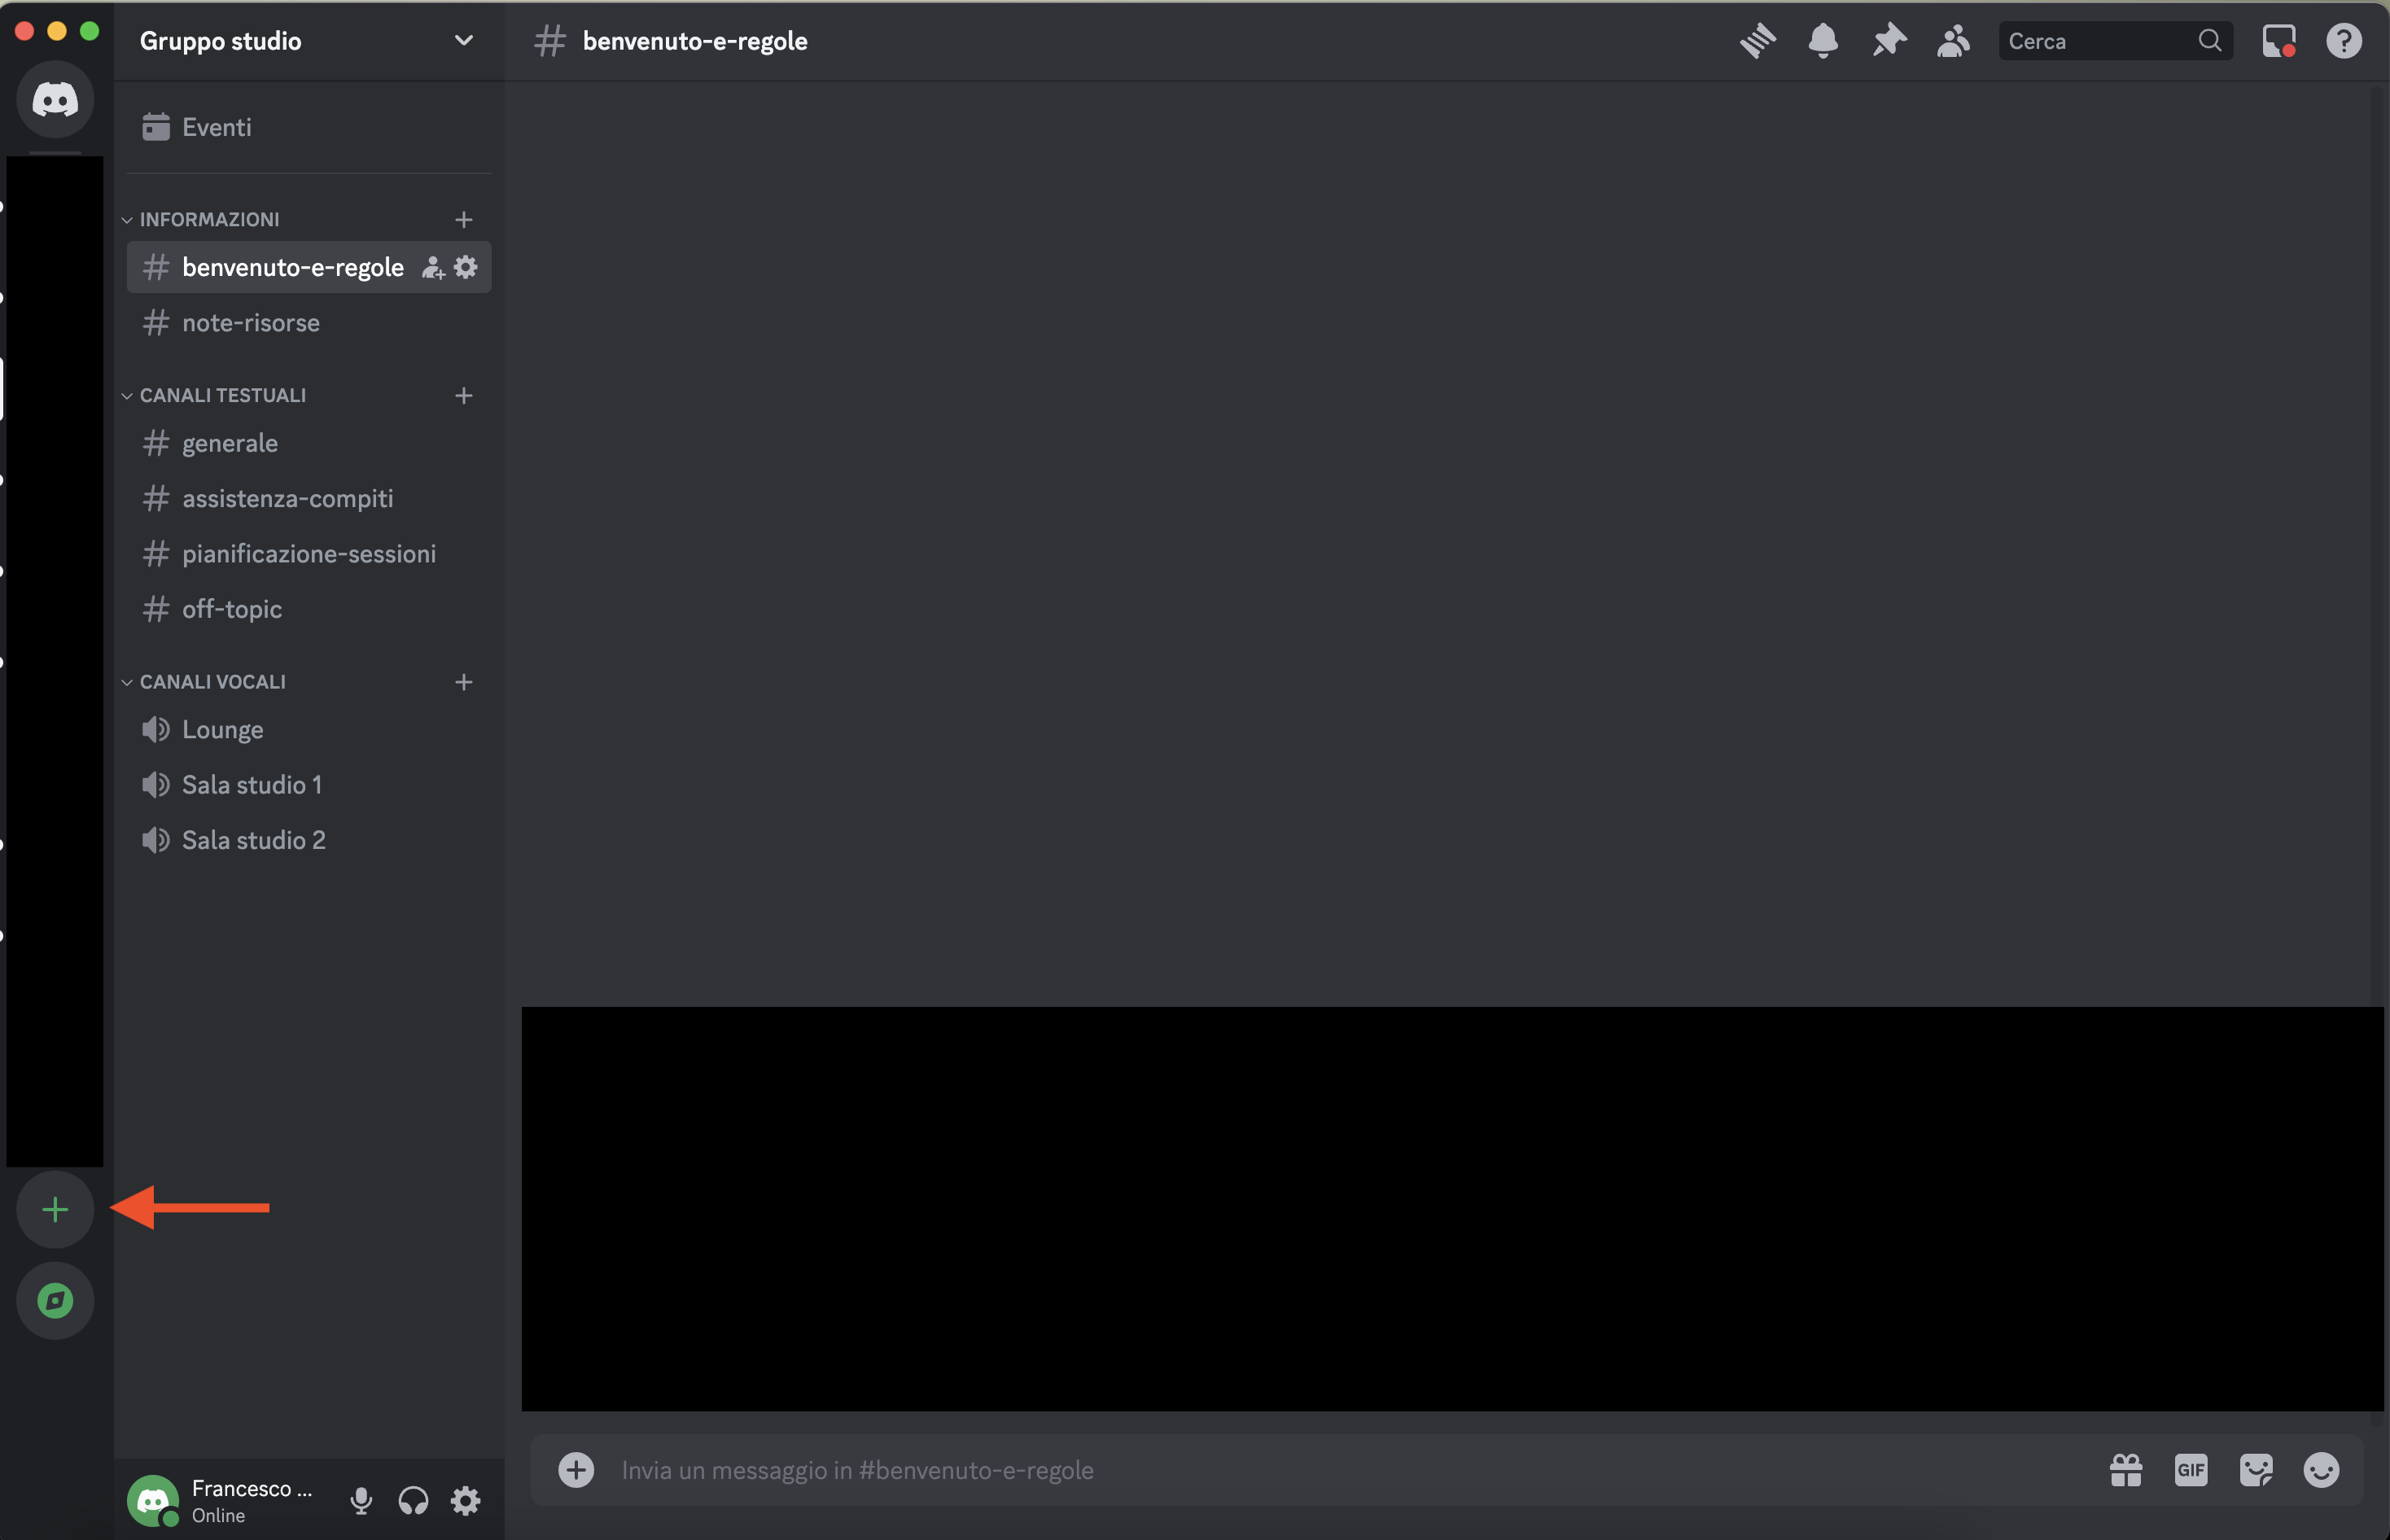 Gruppo studio
benvenuto-e-regole
Cerca
Eventi
INFORMAZIONI
benvenuto-e-regole
note-risorse
CANALI TESTUALI
generale
assistenza-compiti
pianificazione-sessioni
off-topic
CANALI VOCALI
Lounge
Sala studio 1
Sala studio 2
Invia un messaggio in #benvenuto-e-regole
GIF
Francesco ...
Online